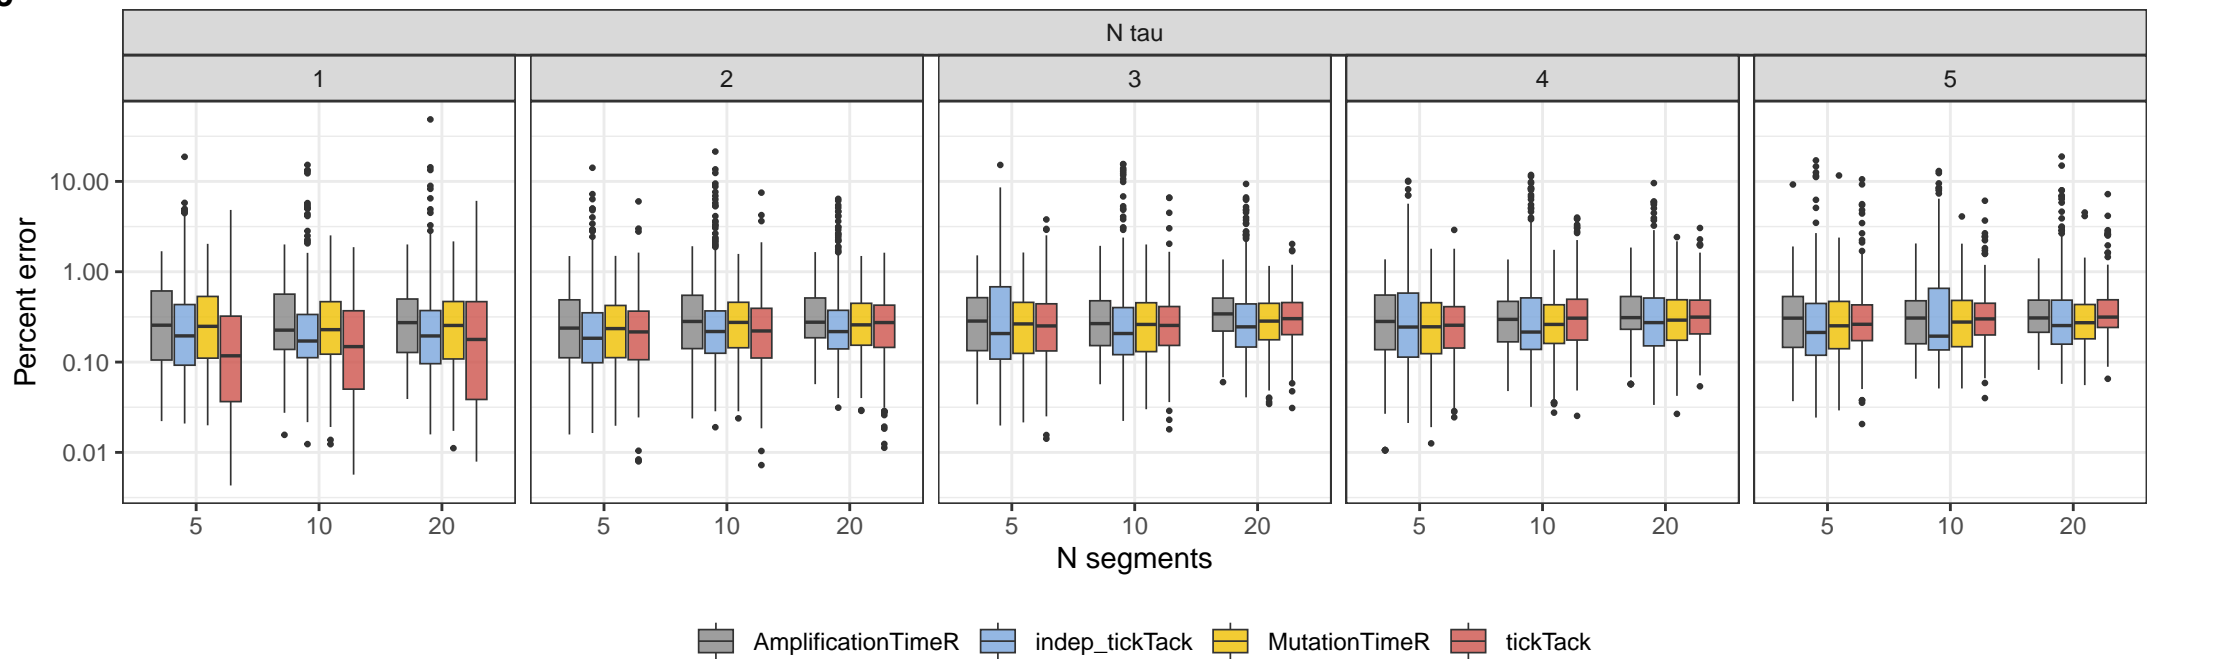 N tau
1 2 3 4 5
Percent error
10.00
1.00
0.10
0.01
5 10 20 5 10 20 5 10 20 5 10 20 5 10 20
N segments
AmplificationTimeR indep_tickTack MutationTimeR tickTack